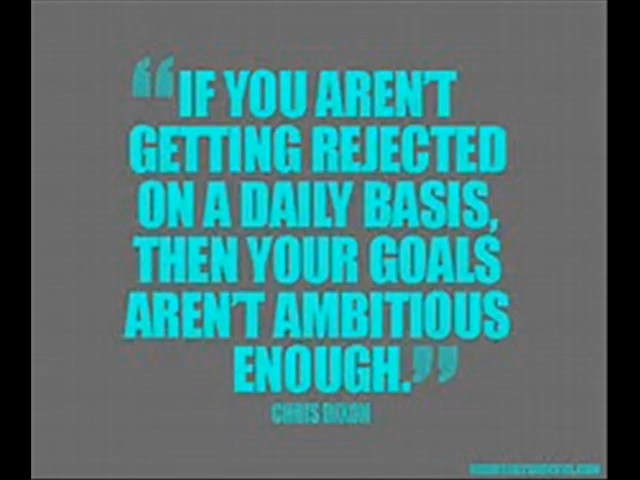 “IF YOU AREN'T
GETTING REJECTED
ON A DAILY BASIS,
THEN YOUR GOALS
AREN'T AMBITIOUS
ENOUGH.”
CHRIS DIXON